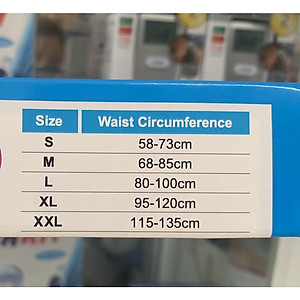 Size Waist Circumference
S 58-73cm
M 68-85cm
L 80-100cm
XL 95-120cm
XXL 115-135cm